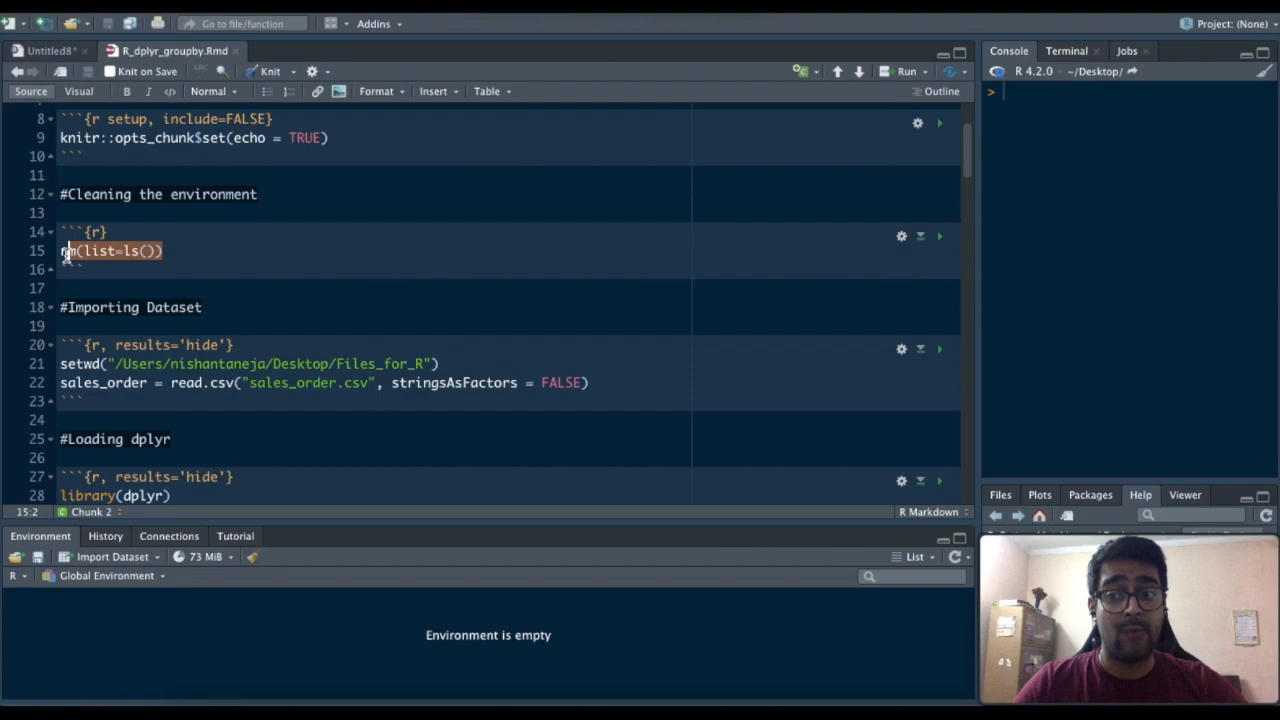 Go to file/function
Addins
Project: (None)
Untitled8*
R_dplyr_groupby.Rmd
Console
Terminal
Jobs
Knit on Save
ABC
Knit
Run
R 4.2.0 · ~/Desktop/
Source
Visual
B
I
</>
Normal
Format
Insert
Table
Outline
>
8 ```{r setup, include=FALSE}
9 knitr::opts_chunk$set(echo = TRUE)
10 ```
11
12 #Cleaning the environment
13
14 ```{r}
15 rm(list=ls())
16 ```
17
18 #Importing Dataset
19
20 ```{r, results='hide'}
21 setwd("/Users/nishantaneja/Desktop/Files_for_R")
22 sales_order = read.csv("sales_order.csv", stringsAsFactors = FALSE)
23 ```
24
25 #Loading dplyr
26
27 ```{r, results='hide'}
28 library(dplyr)
15:2
Chunk 2
R Markdown
Files
Plots
Packages
Help
Viewer
Environment
History
Connections
Tutorial
Import Dataset
73 MiB
List
R
Global Environment
Environment is empty